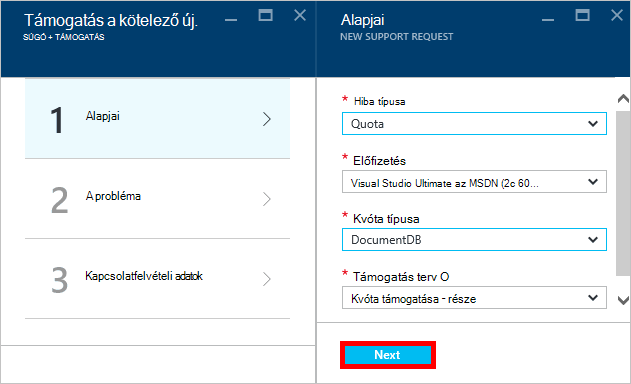 Támogatás a kötelező új.
SÚGÓ + TÁMOGATÁS
1 Alapjai
2 A probléma
3 Kapcsolatfelvételi adatok
Alapjai
NEW SUPPORT REQUEST
* Hiba típusa
Quota
* Előfizetés
Visual Studio Ultimate az MSDN (2c 60...
* Kvóta típusa
DocumentDB
* Támogatás terv O
Kvóta támogatása - része
Next